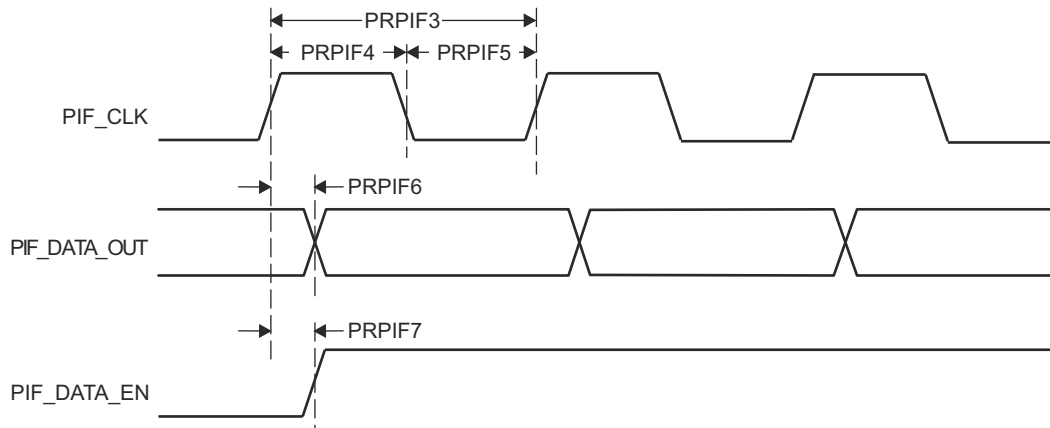 PRPIF3
PRPIF4 PRPIF5
PIF_CLK
PRPIF6
PIF_DATA_OUT
PRPIF7
PIF_DATA_EN